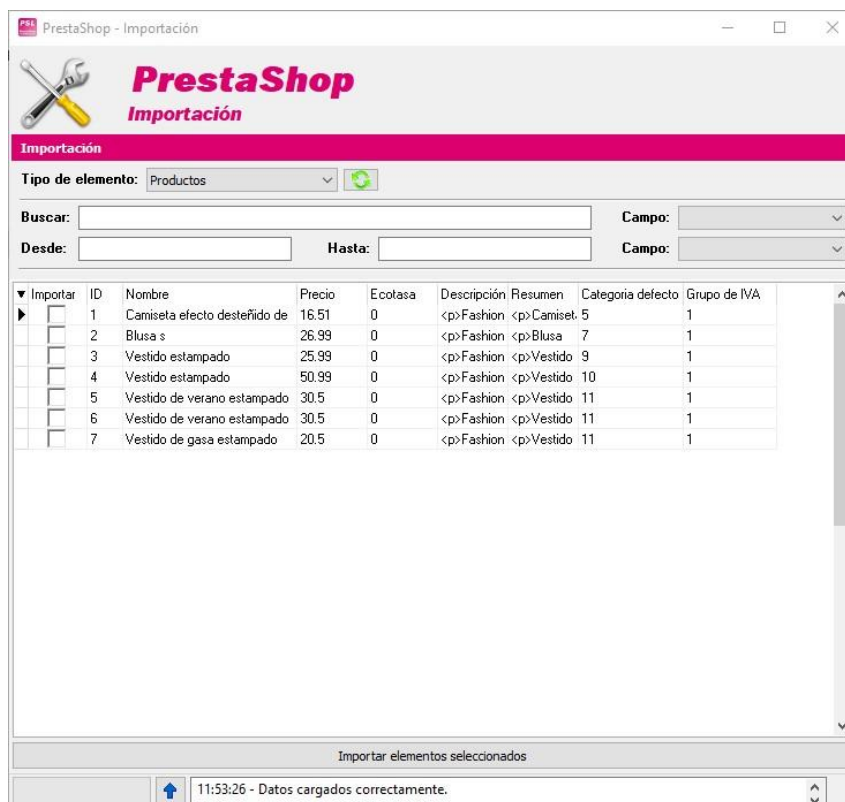 PSL PrestaShop - Importación
PrestaShop
Importación
Importación
Tipo de elemento: Productos
Buscar: Campo:
Desde: Hasta: Campo:
Importar ID Nombre Precio Ecotasa Descripción Resumen Categoria defecto Grupo de IVA
1 Camiseta efecto desteñido de 16.51 0 <p>Fashion <p>Camiset. 5 1
2 Blusa s 26.99 0 <p>Fashion <p>Blusa 7 1
3 Vestido estampado 25.99 0 <p>Fashion <p>Vestido 9 1
4 Vestido estampado 50.99 0 <p>Fashion <p>Vestido 10 1
5 Vestido de verano estampado 30.5 0 <p>Fashion <p>Vestido 11 1
6 Vestido de verano estampado 30.5 0 <p>Fashion <p>Vestido 11 1
7 Vestido de gasa estampado 20.5 0 <p>Fashion <p>Vestido 11 1
Importar elementos seleccionados
11:53:26 - Datos cargados correctamente.